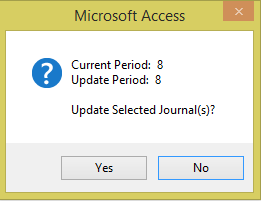 Microsoft Access
Current Period: 8
Update Period: 8
Update Selected Journal(s)?
Yes No